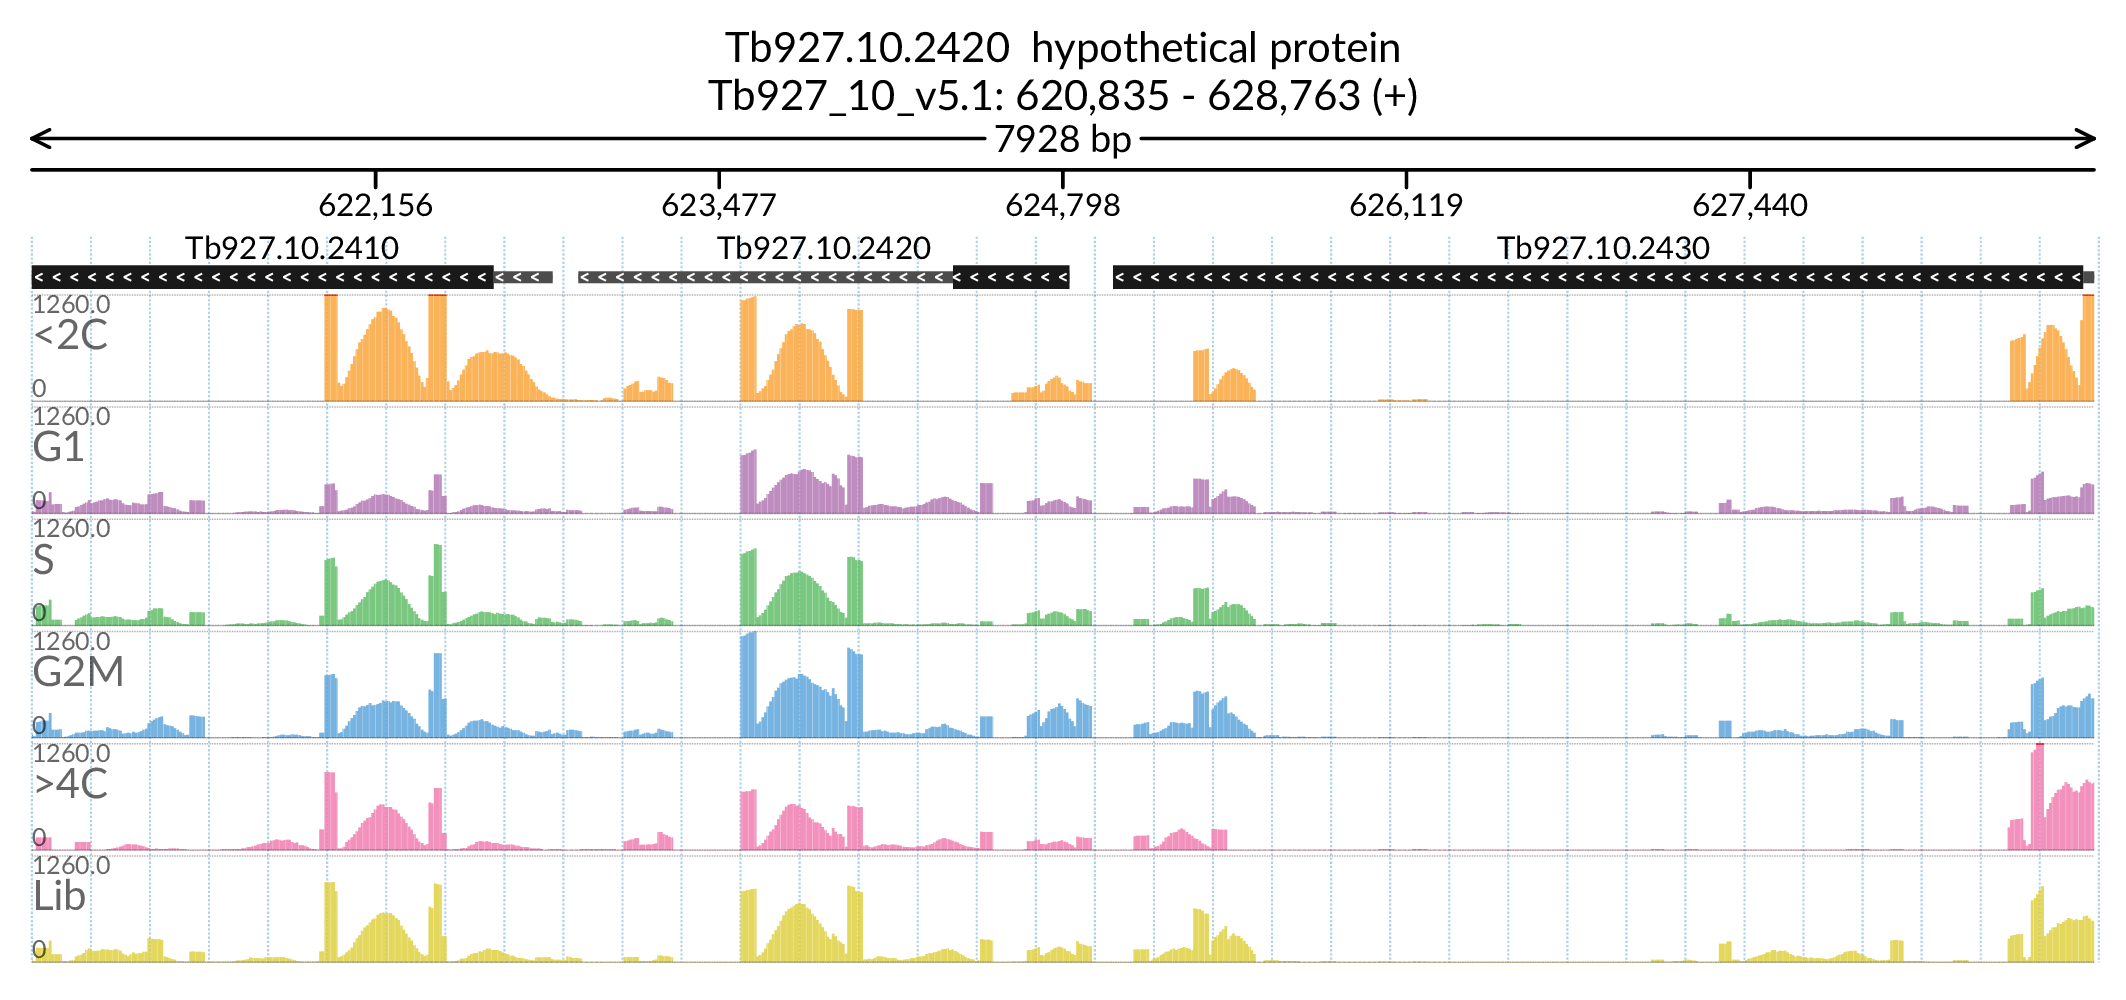 Tb927.10.2420  hypothetical protein
Tb927_10_v5.1: 620,835 - 628,763 (+)
7928 bp
622,156 623,477 624,798 626,119 627,440
Tb927.10.2410 Tb927.10.2420 Tb927.10.2430
1260.0
<2C
0
1260.0
G1
0
1260.0
S
0
1260.0
G2M
0
1260.0
>4C
0
1260.0
Lib
0